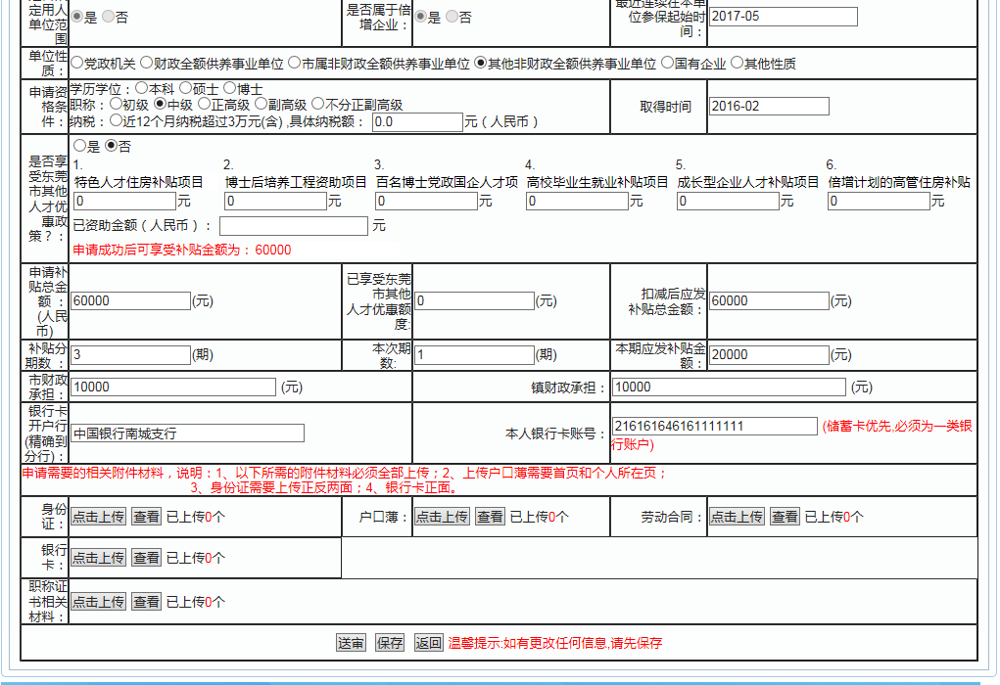 定用人
单位范
围
是 否
是否属于倍
增企业：
是 否
最近连续在本单
位参保起始时
间：
2017-05
单位性
质：
党政机关 财政全额供养事业单位 市属非财政全额供养事业单位 其他非财政全额供养事业单位 国有企业 其他性质
申请资
格条
件：
学历学位： 本科 硕士 博士
职称： 初级 中级 正高级 副高级 不分正副高级
纳税： 近12个月纳税超过3万元(含) ,具体纳税额： 0.0 元（人民币）
取得时间
2016-02
是否享
受东莞
市其他
人才优
惠政
策？：
是 否
1. 2. 3. 4. 5. 6.
特色人才住房补贴项目 博士后培养工程资助项目 百名博士党政国企人才项 高校毕业生就业补贴项目 成长型企业人才补贴项目 倍增计划的高管住房补贴
0 元 0 元 0 元 0 元 0 元 0 元
已资助金额（人民币）： 元
申请成功后可享受补贴金额为：60000
申请补
贴总金
额：
(人民
币)
60000 (元)
已享受东莞
市其他
人才优惠额
度:
0 (元)
扣减后应发
补贴总金额：
60000 (元)
补贴分
期数：
3 (期)
本次期
数:
1 (期)
本期应发补贴金
额：
20000 (元)
市财政
承担：
10000 (元)
镇财政承担：
10000 (元)
银行卡
开户行
(精确到
分行)：
中国银行南城支行
本人银行卡账号：
216161646161111111 (储蓄卡优先,必须为一类银
行账户)
申请需要的相关附件材料，说明：1、以下所需的附件材料必须全部上传；2、上传户口薄需要首页和个人所在页；
3、身份证需要上传正反两面；4、银行卡正面。
身份
证：
点击上传 查看 已上传0个
户口薄：
点击上传 查看 已上传0个
劳动合同：
点击上传 查看 已上传0个
银行
卡：
点击上传 查看 已上传0个
职称证
书相关
材料：
点击上传 查看 已上传0个
送审 保存 返回 温馨提示:如有更改任何信息,请先保存